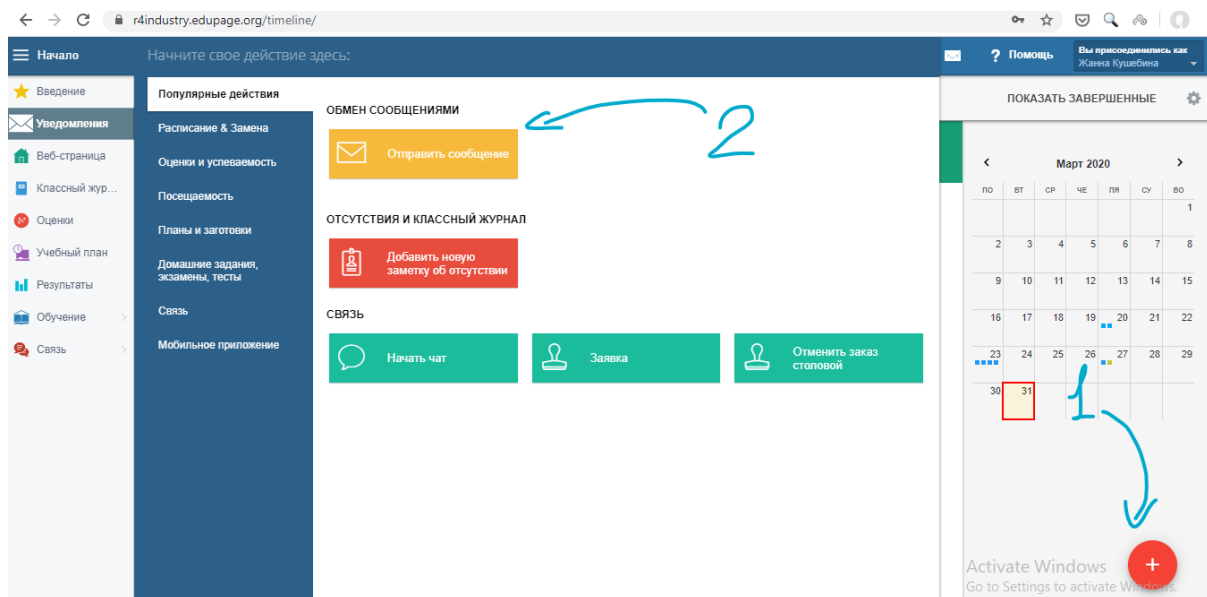 r4industry.edupage.org/timeline/
Начало
Начните свое действие здесь:
? Помощь
Вы присоединились как
Жанна Кушебина
Введение
Уведомления
Веб-страница
Классный жур...
Оценки
Учебный план
Результаты
Обучение
Связь
Популярные действия
Расписание & Замена
Оценки и успеваемость
Посещаемость
Планы и заготовки
Домашние задания,
экзамены, тесты
Связь
Мобильное приложение
ОБМЕН СООБЩЕНИЯМИ
Отправить сообщение
2
ОТСУТСТВИЯ И КЛАССНЫЙ ЖУРНАЛ
Добавить новую
заметку об отсутствии
СВЯЗЬ
Начать чат
Заявка
Отменить заказ
столовой
ПОКАЗАТЬ ЗАВЕРШЕННЫЕ
< Март 2020 >
ПО ВТ СР ЧЕ ПЯ СУ ВО
1
2 3 4 5 6 7 8
9 10 11 12 13 14 15
16 17 18 19 20 21 22
23 24 25 26 27 28 29
30 31
1
+
Activate Windows
Go to Settings to activate Windows.